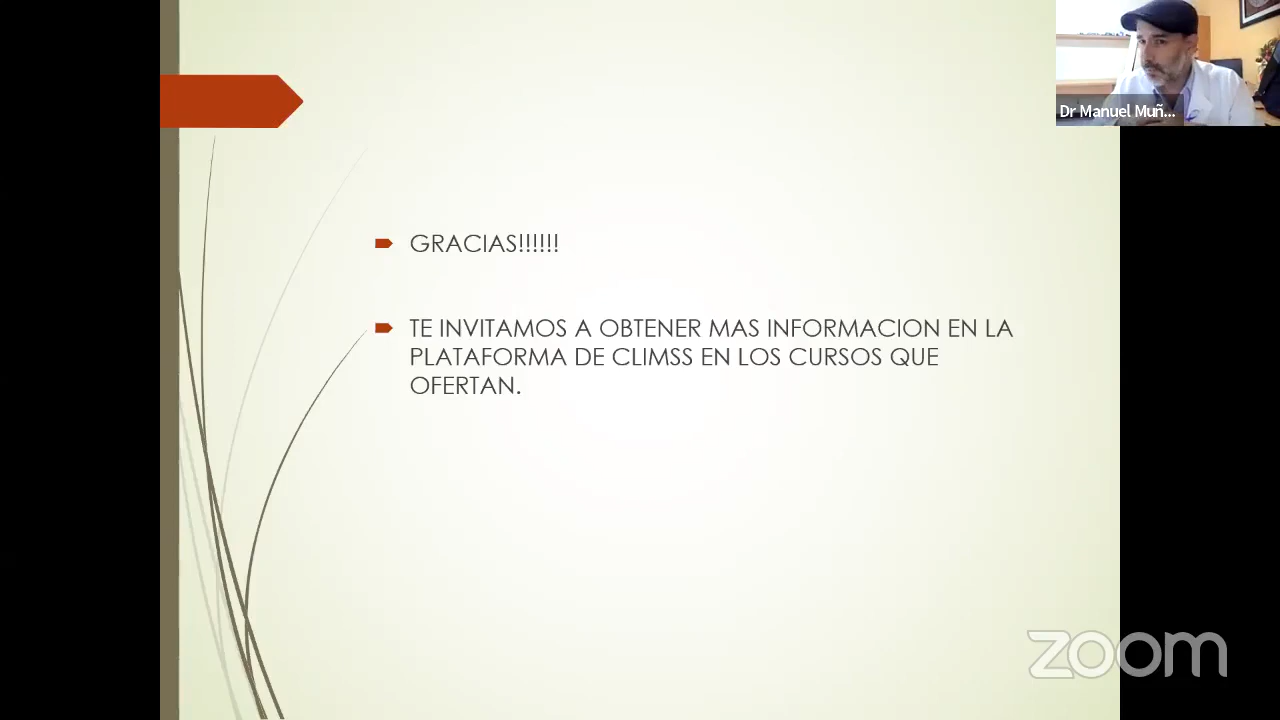 Dr Manuel Muñ...
GRACIAS!!!!!!
TE INVITAMOS A OBTENER MAS INFORMACION EN LA
PLATAFORMA DE CLIMSS EN LOS CURSOS QUE
OFERTAN.
zoom